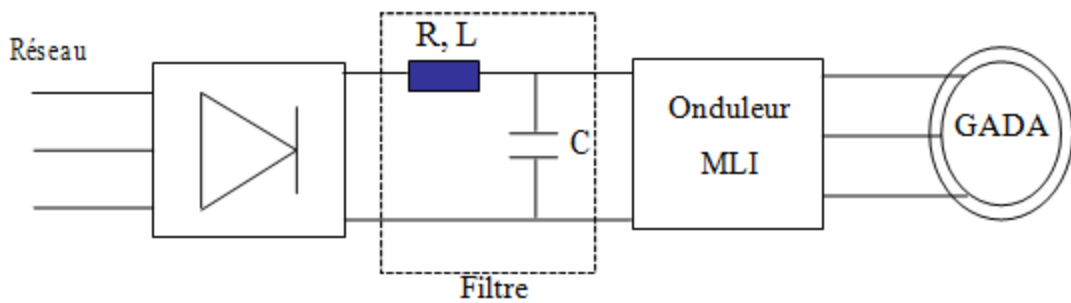 Réseau
R, L
C
Onduleur
MLI
GADA
Filtre